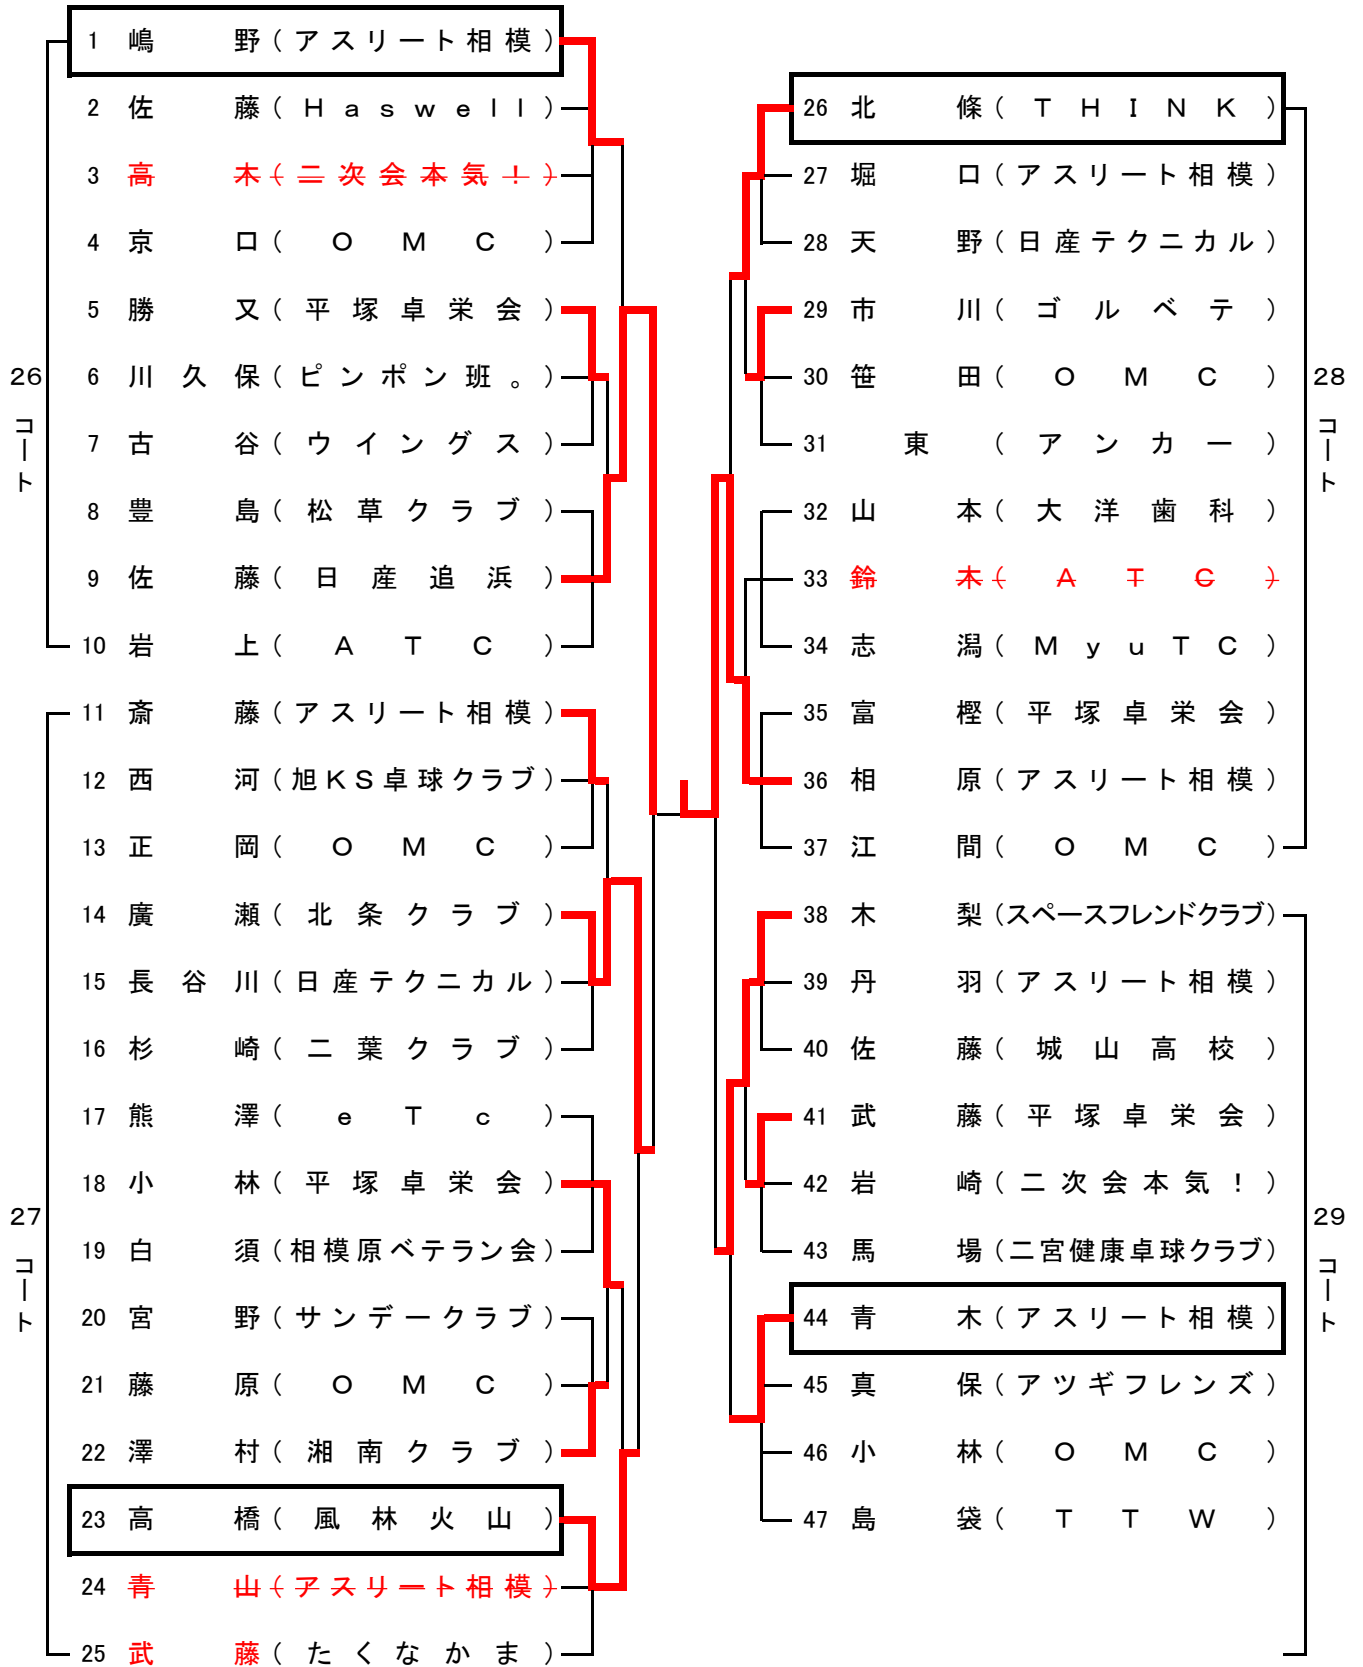 1 嶋野(アスリート相模)
2 佐藤(Haswell)
3 高木(二次会本気!)
4 京口(OMC)
5 勝又(平塚卓栄会)
6 川久保(ピンポン班。)
7 古谷(ウイングス)
8 豊島(松草クラブ)
9 佐藤(日産追浜)
10 岩上(ATC)
26コート
11 斎藤(アスリート相模)
12 西河(旭KS卓球クラブ)
13 正岡(OMC)
14 廣瀬(北条クラブ)
15 長谷川(日産テクニカル)
16 杉崎(二葉クラブ)
17 熊澤(eTc)
18 小林(平塚卓栄会)
19 白須(相模原ベテラン会)
20 宮野(サンデークラブ)
21 藤原(OMC)
22 澤村(湘南クラブ)
23 高橋(風林火山)
24 青山(アスリート相模)
25 武藤(たくなかま)
27コート
26 北條(THINK)
27 堀口(アスリート相模)
28 天野(日産テクニカル)
29 市川(ゴルベテ)
30 笹田(OMC)
31 東(アンカー)
32 山本(大洋歯科)
33 鈴木(ATC)
34 志潟(MyuTC)
35 富樫(平塚卓栄会)
36 相原(アスリート相模)
37 江間(OMC)
28コート
38 木梨(スペースフレンドクラブ)
39 丹羽(アスリート相模)
40 佐藤(城山高校)
41 武藤(平塚卓栄会)
42 岩崎(二次会本気!)
43 馬場(二宮健康卓球クラブ)
44 青木(アスリート相模)
45 真保(アツギフレンズ)
46 小林(OMC)
47 島袋(TTW)
29コート